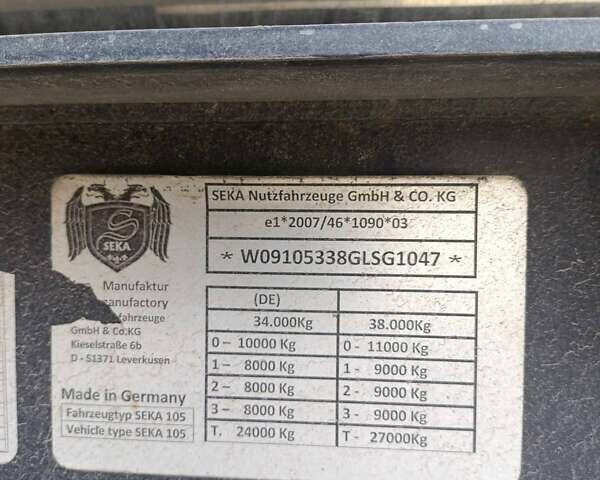 S
SEKA
Manufaktur
anufactory
fahrzeuge
GmbH & Co.KG
Kieselstraße 6b
D - 51371 Leverkusen
Made in Germany
Fahrzeugtyp SEKA 105
Vehicle type SEKA 105
SEKA Nutzfahrzeuge GmbH & CO. KG
e1*2007/46*1090*03
* W09105338GLSG1047 *
(DE)
34.000Kg 38.000Kg
0 – 10000 Kg 0 - 11000 Kg
1 – 8000 Kg 1 - 9000 Kg
2 – 8000 Kg 2 - 9000 Kg
3 – 8000 Kg 3 - 9000 Kg
T. 24000 Kg T - 27000Kg